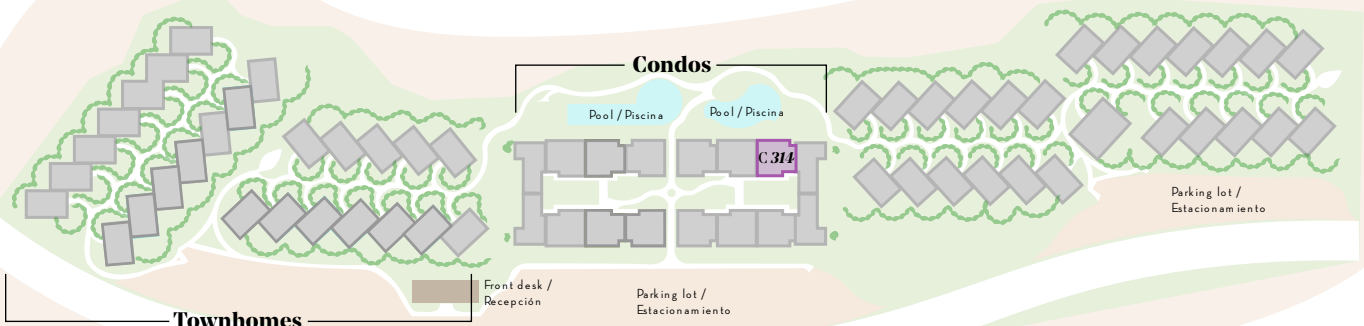 Condos
Pool / Piscina
Pool / Piscina
C 314
Parking lot /
Estacionamiento
Front desk /
Recepción
Parking lot /
Estacionamiento
Townhomes